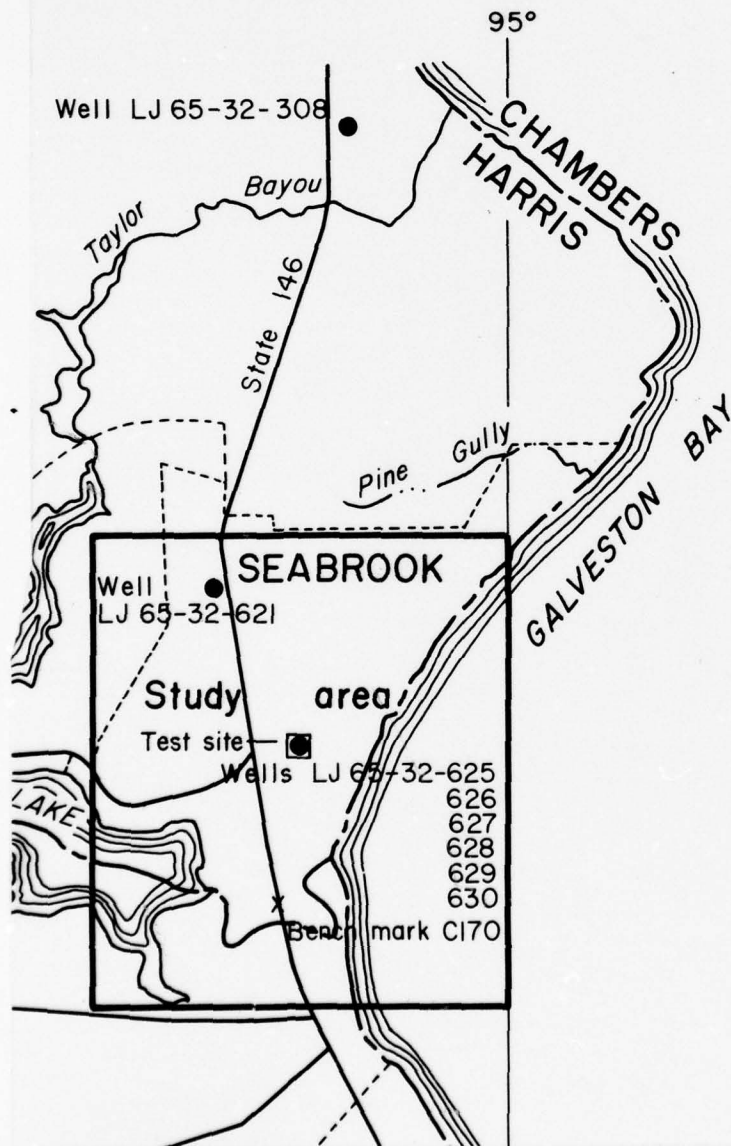 95°
Well LJ 65-32-308
CHAMBERS
HARRIS
Taylor Bayou
State 146
Pine Gully
GALVESTON BAY
SEABROOK
Well
LJ 65-32-621
Study area
Test site
Wells LJ 65-32-625
626
627
628
629
630
LAKE
Bench mark C170